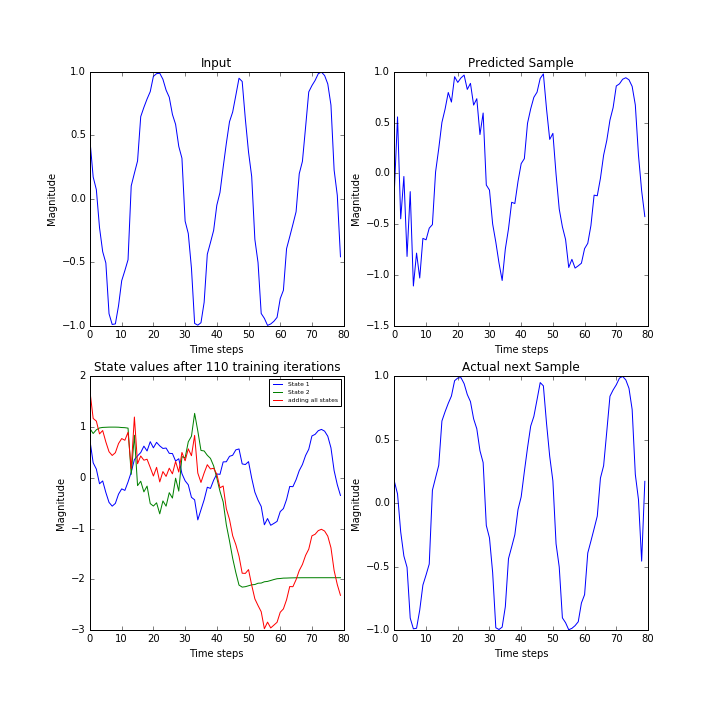 Input
1.0
0.5
0.0
−0.5
−1.0
Magnitude
0 10 20 30 40 50 60 70 80
Time steps
Predicted Sample
1.0
0.5
0.0
−0.5
−1.0
−1.5
Magnitude
0 10 20 30 40 50 60 70 80
Time steps
State values after 110 training iterations
2
1
0
−1
−2
−3
Magnitude
State 1
State 2
adding all states
0 10 20 30 40 50 60 70 80
Time steps
Actual next Sample
1.0
0.5
0.0
−0.5
−1.0
Magnitude
0 10 20 30 40 50 60 70 80
Time steps